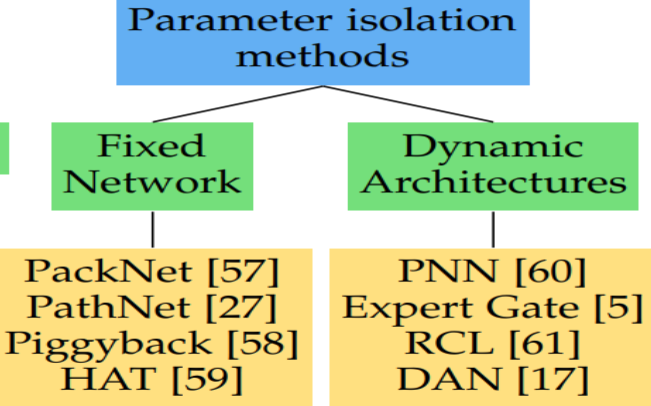 Parameter isolation
methods
Fixed
Network
Dynamic
Architectures
PackNet [57]
PathNet [27]
Piggyback [58]
HAT [59]
PNN [60]
Expert Gate [5]
RCL [61]
DAN [17]